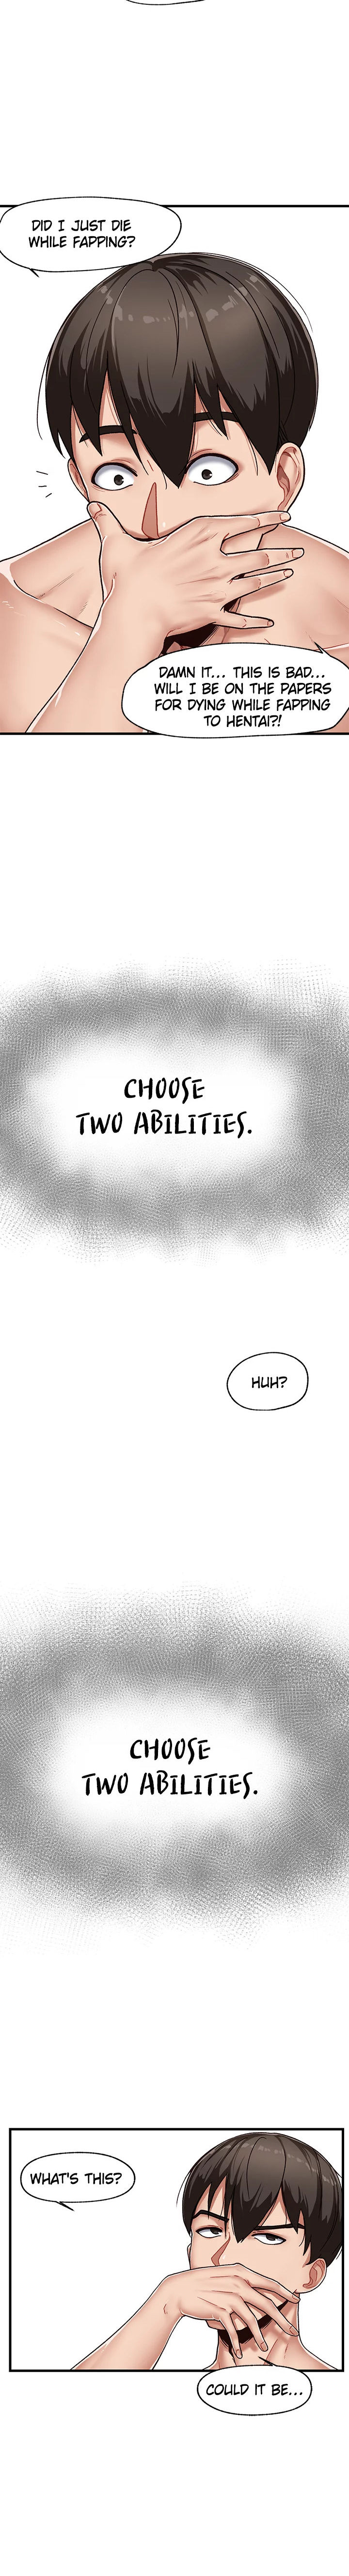 DID I JUST DIE
WHILE FAPPING?
DAMN IT... THIS IS BAD...
WILL I BE ON THE PAPERS
FOR DYING WHILE FAPPING
TO HENTAI?!
CHOOSE
TWO ABILITIES.
HUH?
CHOOSE
TWO ABILITIES.
WHAT'S THIS?
COULD IT BE...